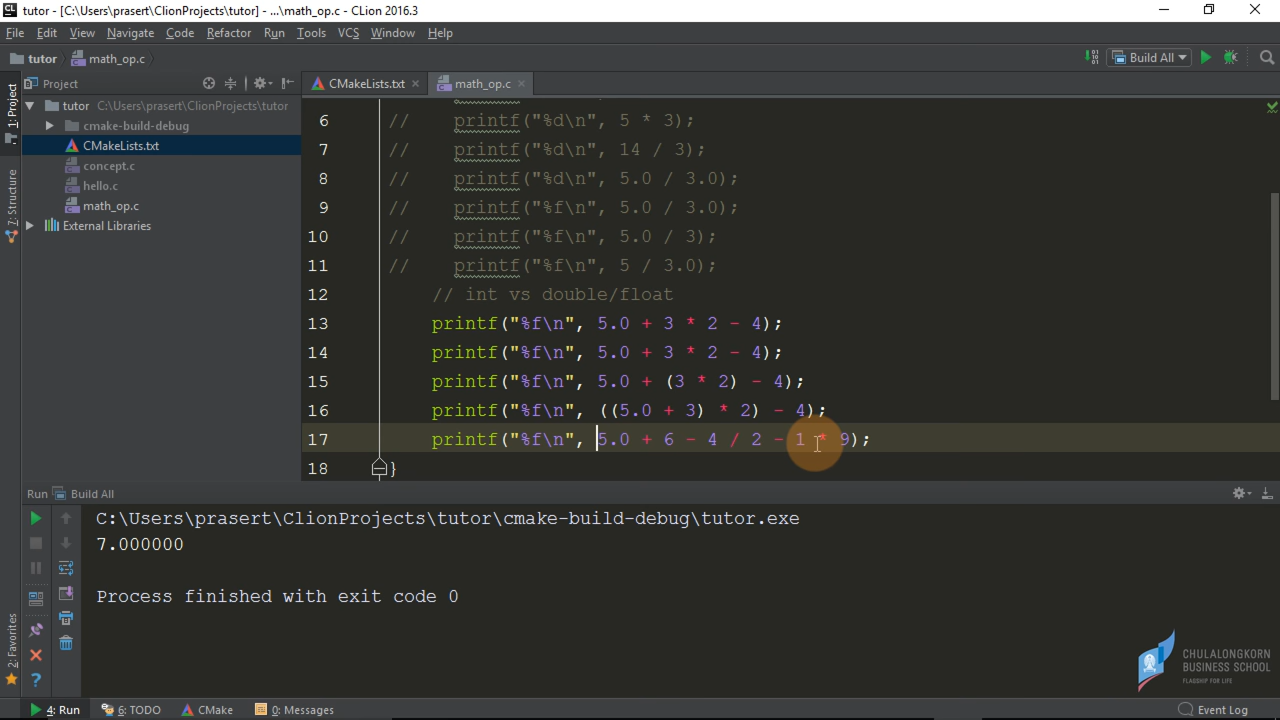 tutor - [C:\Users\prasert\ClionProjects\tutor] - ...\math_op.c - CLion 2016.3
File Edit View Navigate Code Refactor Run Tools VCS Window Help
tutor math_op.c Build All
1: Project
Project
CMakeLists.txt math_op.c
tutor C:\Users\prasert\ClionProjects\tutor
cmake-build-debug
CMakeLists.txt
concept.c
hello.c
math_op.c
External Libraries
7: Structure
6 // printf("%d\n", 5 * 3);
7 // printf("%d\n", 14 / 3);
8 // printf("%d\n", 5.0 / 3.0);
9 // printf("%f\n", 5.0 / 3.0);
10 // printf("%f\n", 5.0 / 3);
11 // printf("%f\n", 5 / 3.0);
12 // int vs double/float
13 printf("%f\n", 5.0 + 3 * 2 - 4);
14 printf("%f\n", 5.0 + 3 * 2 - 4);
15 printf("%f\n", 5.0 + (3 * 2) - 4);
16 printf("%f\n", ((5.0 + 3) * 2) - 4);
17 printf("%f\n", 5.0 + 6 - 4 / 2 - 1 * 9);
18 }
Run Build All
C:\Users\prasert\ClionProjects\tutor\cmake-build-debug\tutor.exe
7.000000
Process finished with exit code 0
2: Favorites
CHULALONGKORN
BUSINESS SCHOOL
FLAGSHIP FOR LIFE
4: Run 6: TODO CMake 0: Messages Event Log